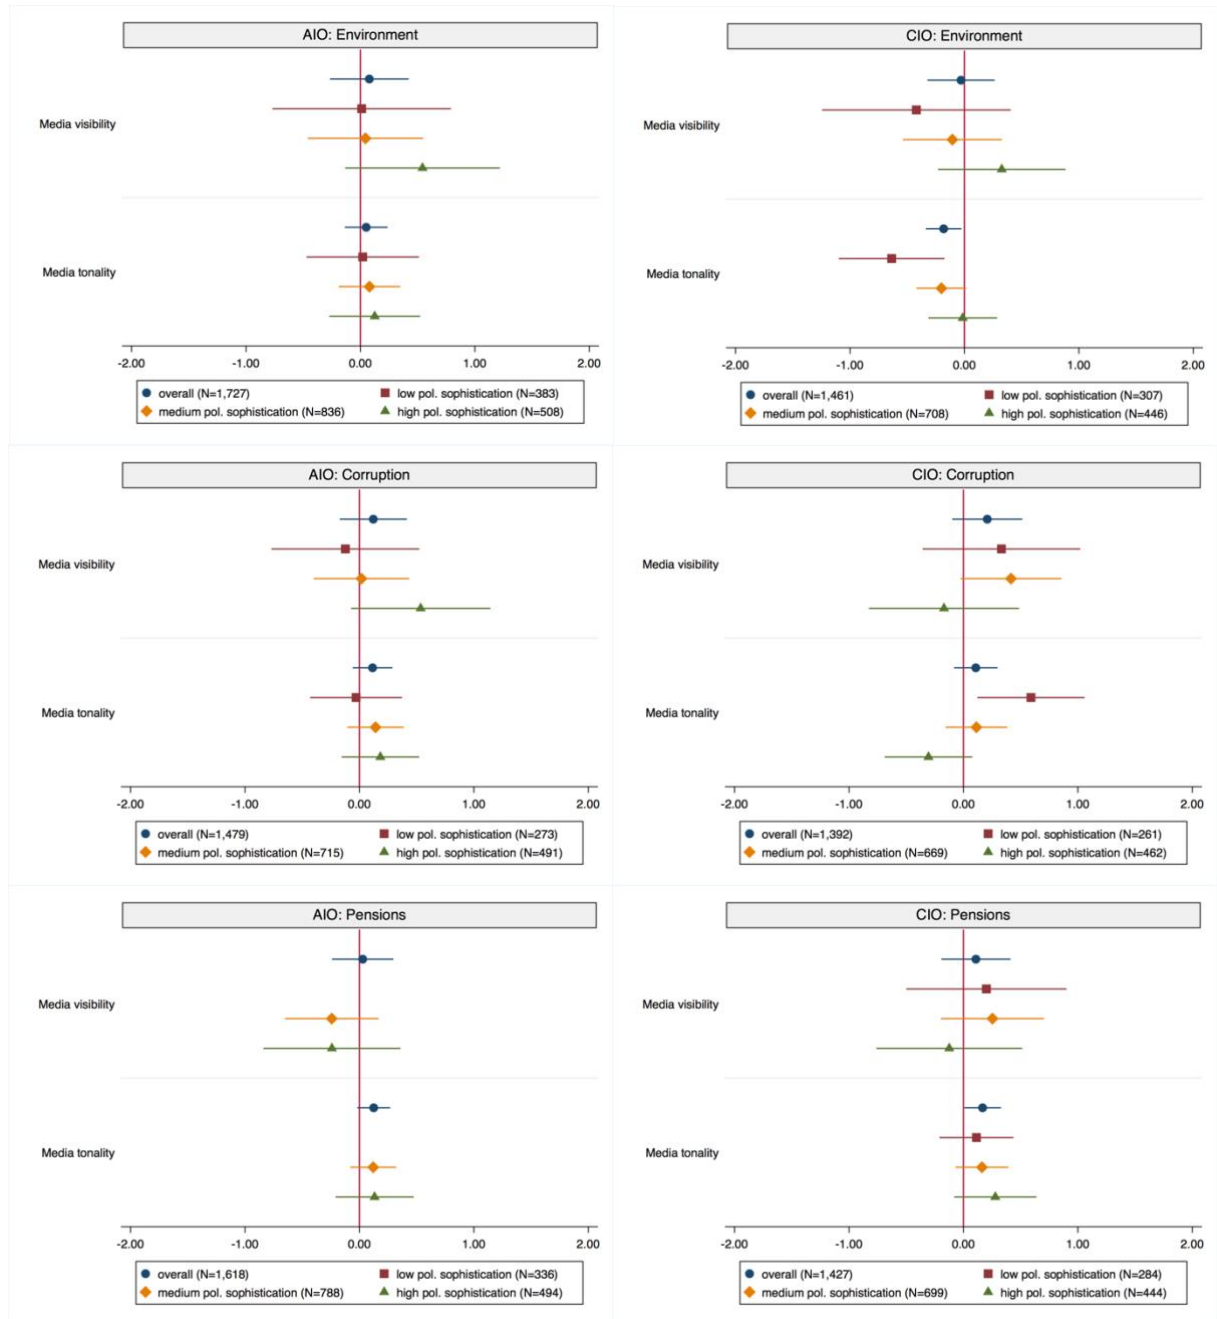 AIO: Environment
Media visibility
Media tonality
-2.00 -1.00 0.00 1.00 2.00
overall (N=1,727) low pol. sophistication (N=383)
medium pol. sophistication (N=836) high pol. sophistication (N=508)
CIO: Environment
Media visibility
Media tonality
-2.00 -1.00 0.00 1.00 2.00
overall (N=1,461) low pol. sophistication (N=307)
medium pol. sophistication (N=708) high pol. sophistication (N=446)
AIO: Corruption
Media visibility
Media tonality
-2.00 -1.00 0.00 1.00 2.00
overall (N=1,479) low pol. sophistication (N=273)
medium pol. sophistication (N=715) high pol. sophistication (N=491)
CIO: Corruption
Media visibility
Media tonality
-2.00 -1.00 0.00 1.00 2.00
overall (N=1,392) low pol. sophistication (N=261)
medium pol. sophistication (N=669) high pol. sophistication (N=462)
AIO: Pensions
Media visibility
Media tonality
-2.00 -1.00 0.00 1.00 2.00
overall (N=1,618) low pol. sophistication (N=336)
medium pol. sophistication (N=788) high pol. sophistication (N=494)
CIO: Pensions
Media visibility
Media tonality
-2.00 -1.00 0.00 1.00 2.00
overall (N=1,427) low pol. sophistication (N=284)
medium pol. sophistication (N=699) high pol. sophistication (N=444)